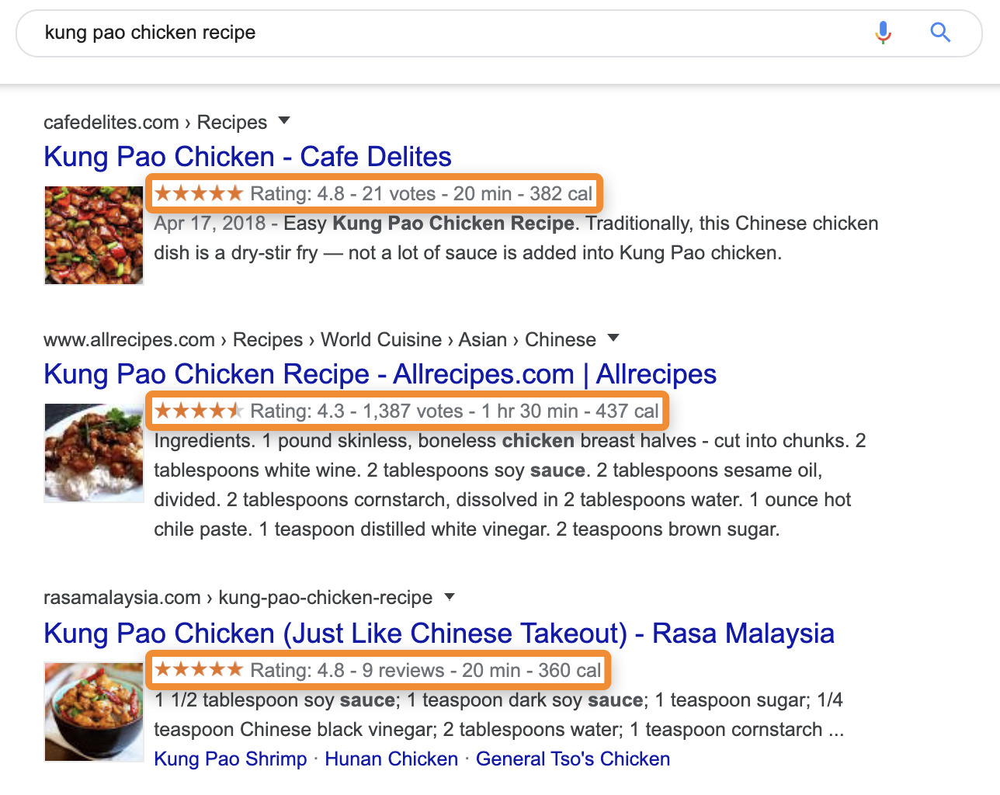 kung pao chicken recipe
cafedelites.com › Recipes
Kung Pao Chicken - Cafe Delites
Rating: 4.8 - 21 votes - 20 min - 382 cal
Apr 17, 2018 - Easy Kung Pao Chicken Recipe. Traditionally, this Chinese chicken
dish is a dry-stir fry — not a lot of sauce is added into Kung Pao chicken.
www.allrecipes.com › Recipes › World Cuisine › Asian › Chinese
Kung Pao Chicken Recipe - Allrecipes.com | Allrecipes
Rating: 4.3 - 1,387 votes - 1 hr 30 min - 437 cal
Ingredients. 1 pound skinless, boneless chicken breast halves - cut into chunks. 2
tablespoons white wine. 2 tablespoons soy sauce. 2 tablespoons sesame oil,
divided. 2 tablespoons cornstarch, dissolved in 2 tablespoons water. 1 ounce hot
chile paste. 1 teaspoon distilled white vinegar. 2 teaspoons brown sugar.
rasamalaysia.com › kung-pao-chicken-recipe
Kung Pao Chicken (Just Like Chinese Takeout) - Rasa Malaysia
Rating: 4.8 - 9 reviews - 20 min - 360 cal
1 1/2 tablespoon soy sauce; 1 teaspoon dark soy sauce; 1 teaspoon sugar; 1/4
teaspoon Chinese black vinegar; 2 tablespoons water; 1 teaspoon cornstarch ...
Kung Pao Shrimp · Hunan Chicken · General Tso's Chicken